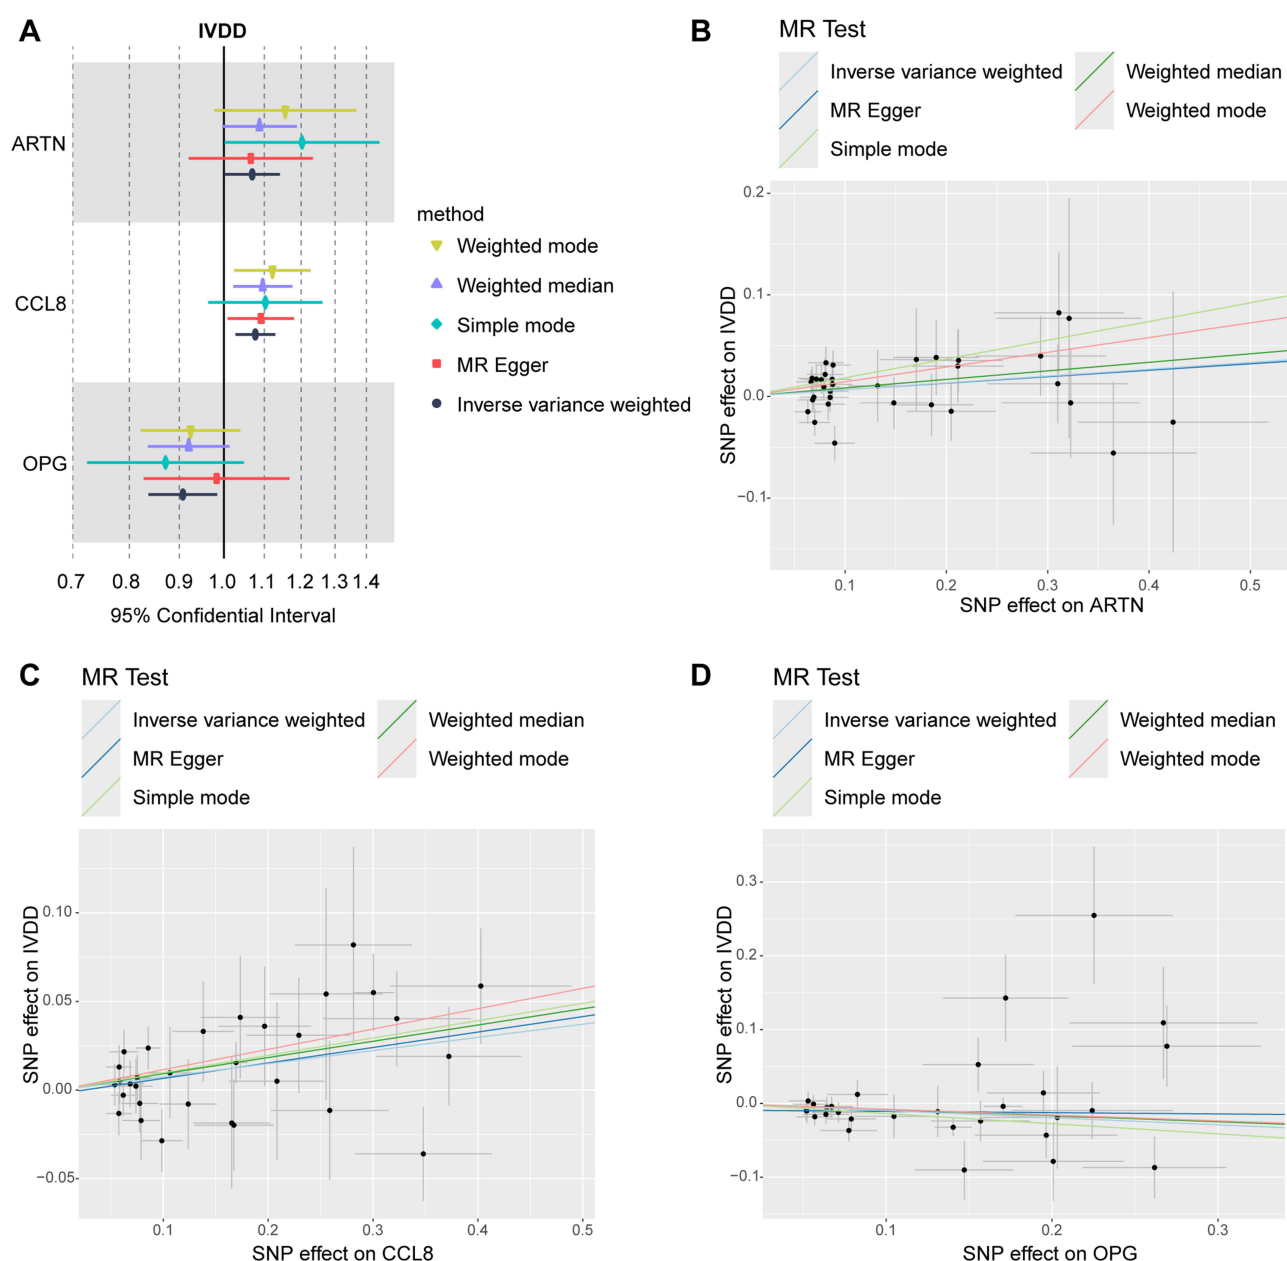 A
IVDD
ARTN
CCL8
OPG
0.7 0.8 0.9 1.0 1.1 1.2 1.3 1.4
95% Confidential Interval
method
Weighted mode
Weighted median
Simple mode
MR Egger
Inverse variance weighted
B
MR Test
Inverse variance weighted
MR Egger
Simple mode
Weighted median
Weighted mode
SNP effect on IVDD
0.2
0.1
0.0
−0.1
0.1 0.2 0.3 0.4 0.5
SNP effect on ARTN
C
MR Test
Inverse variance weighted
MR Egger
Simple mode
Weighted median
Weighted mode
SNP effect on IVDD
0.10
0.05
0.00
−0.05
0.1 0.2 0.3 0.4 0.5
SNP effect on CCL8
D
MR Test
Inverse variance weighted
MR Egger
Simple mode
Weighted median
Weighted mode
SNP effect on IVDD
0.3
0.2
0.1
0.0
−0.1
0.1 0.2 0.3
SNP effect on OPG